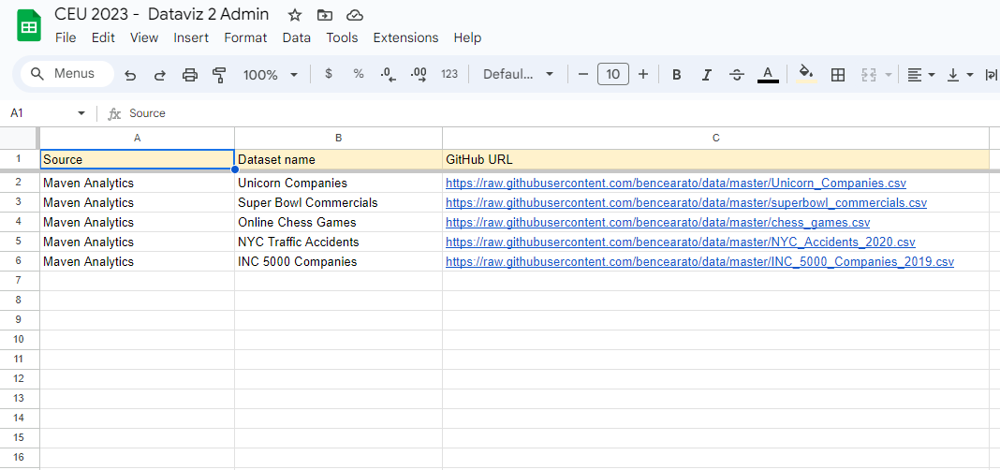 CEU 2023 - Dataviz 2 Admin
File Edit View Insert Format Data Tools Extensions Help
Menus 100% $ % .0 .00 123 Defaul... − 10 + B I S A
A1 fx Source
A B C
1 Source Dataset name GitHub URL
2 Maven Analytics Unicorn Companies https://raw.githubusercontent.com/bencearato/data/master/Unicorn_Companies.csv
3 Maven Analytics Super Bowl Commercials https://raw.githubusercontent.com/bencearato/data/master/superbowl_commercials.csv
4 Maven Analytics Online Chess Games https://raw.githubusercontent.com/bencearato/data/master/chess_games.csv
5 Maven Analytics NYC Traffic Accidents https://raw.githubusercontent.com/bencearato/data/master/NYC_Accidents_2020.csv
6 Maven Analytics INC 5000 Companies https://raw.githubusercontent.com/bencearato/data/master/INC_5000_Companies_2019.csv
7
8
9
10
11
12
13
14
15
16